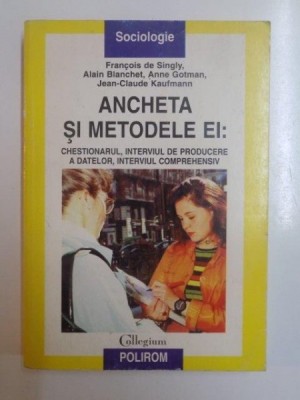 Sociologie
François de Singly,
Alain Blanchet, Anne Gotman,
Jean-Claude Kaufmann
ANCHETA
ȘI METODELE EI:
CHESTIONARUL, INTERVIUL DE PRODUCERE
A DATELOR, INTERVIUL COMPREHENSIV
Collegium
POLIROM